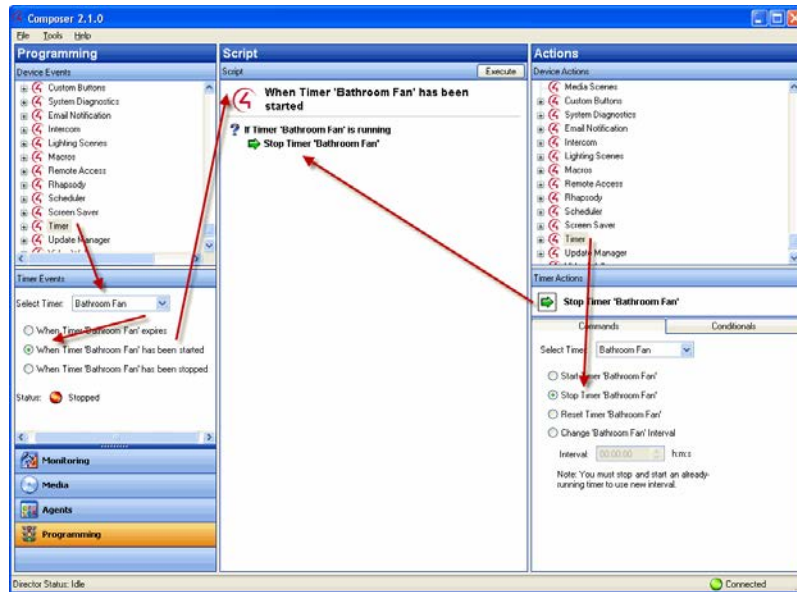 Composer 2.1.0
File Tools Help
Programming
Device Events
Custom Buttons
System Diagnostics
Email Notification
Intercom
Lighting Scenes
Macros
Remote Access
Rhapsody
Scheduler
Screen Saver
Timer
Update Manager
Timer Events
Select Timer: Bathroom Fan
When Timer 'Bathroom Fan' expires
When Timer 'Bathroom Fan' has been started
When Timer 'Bathroom Fan' has been stopped
Status: Stopped
Monitoring
Media
Agents
Programming
Script
Script Execute
When Timer 'Bathroom Fan' has been
started
? If Timer 'Bathroom Fan' is running
Stop Timer 'Bathroom Fan'
Actions
Device Actions
Media Scenes
Custom Buttons
System Diagnostics
Email Notification
Intercom
Lighting Scenes
Macros
Remote Access
Rhapsody
Scheduler
Screen Saver
Timer
Update Manager
Timer Actions
Stop Timer 'Bathroom Fan'
Commands Conditionals
Select Timer: Bathroom Fan
Start Timer 'Bathroom Fan'
Stop Timer 'Bathroom Fan'
Reset Timer 'Bathroom Fan'
Change 'Bathroom Fan' Interval
Interval 00:00:00 h:m:s
Note: You must stop and start an already-
running timer to use new interval.
Director Status: Idle
Connected